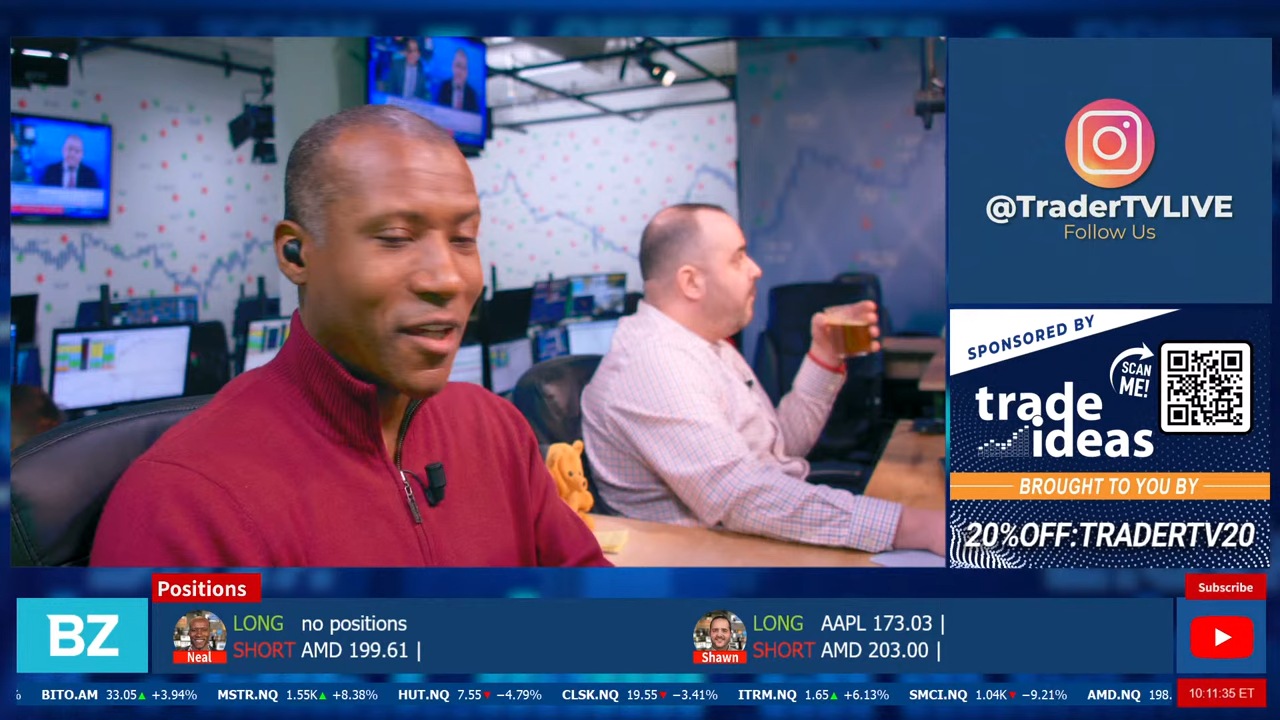 @TraderTVLIVE
Follow Us
SPONSORED BY
SCAN
ME!
trade
ideas
BROUGHT TO YOU BY
20%OFF:TRADERTV20
Positions
Subscribe
BZ
Neal
LONG no positions
SHORT AMD 199.61 |
Shawn
LONG AAPL 173.03 |
SHORT AMD 203.00 |
BITO.AM 33.05▲ +3.94% MSTR.NQ 1.55K▲ +8.38% HUT.NQ 7.55▼ −4.79% CLSK.NQ 19.55▼ −3.41% ITRM.NQ 1.65▲ +6.13% SMCI.NQ 1.04K▼ −9.21% AMD.NQ 198.
10:11:35 ET